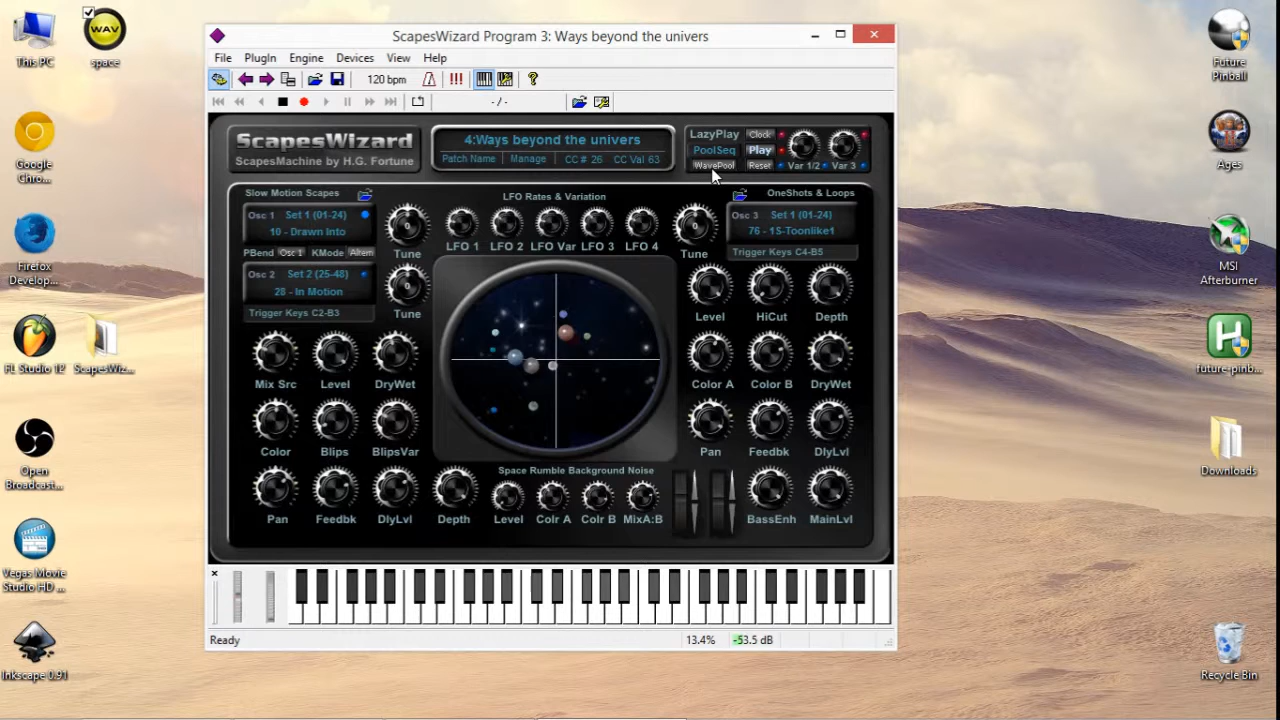 This PC
WAV
space
Google
Chro...
Firefox
Develop...
FL Studio 12
ScapesWiz...
Open
Broadcast...
Vegas Movie
Studio HD ...
Inkscape 0.91
ScapesWizard Program 3: Ways beyond the univers
File PlugIn Engine Devices View Help
120 bpm
- / -
ScapesWizard
ScapesMachine by H.G. Fortune
4:Ways beyond the univers
Patch Name Manage CC # 26 CC Val 63
LazyPlay Clock
PoolSeq Play
WavePool Reset Var 1/2 Var 3
Slow Motion Scapes
LFO Rates & Variation
OneShots & Loops
Osc 1 Set 1 (01-24)
10 - Drawn Into
Tune
LFO 1 LFO 2 LFO Var LFO 3 LFO 4
Tune
Osc 3 Set 1 (01-24)
76 - 1S-Toonlike1
PBend Osc 1 KMode Altern
Trigger Keys C4-B5
Osc 2 Set 2 (25-48)
28 - In Motion
Trigger Keys C2-B3
Tune
Level HiCut Depth
Mix Src Level DryWet
Color A Color B DryWet
Color Blips BlipsVar
Pan Feedbk DlyLvl
Space Rumble Background Noise
Pan Feedbk DlyLvl Depth
Level Colr A Colr B MixA:B
BassEnh MainLvl
Ready
13.4%
-53.5 dB
Future
Pinball
Ages
MSI
Afterburner
future-pinb...
Downloads
Recycle Bin